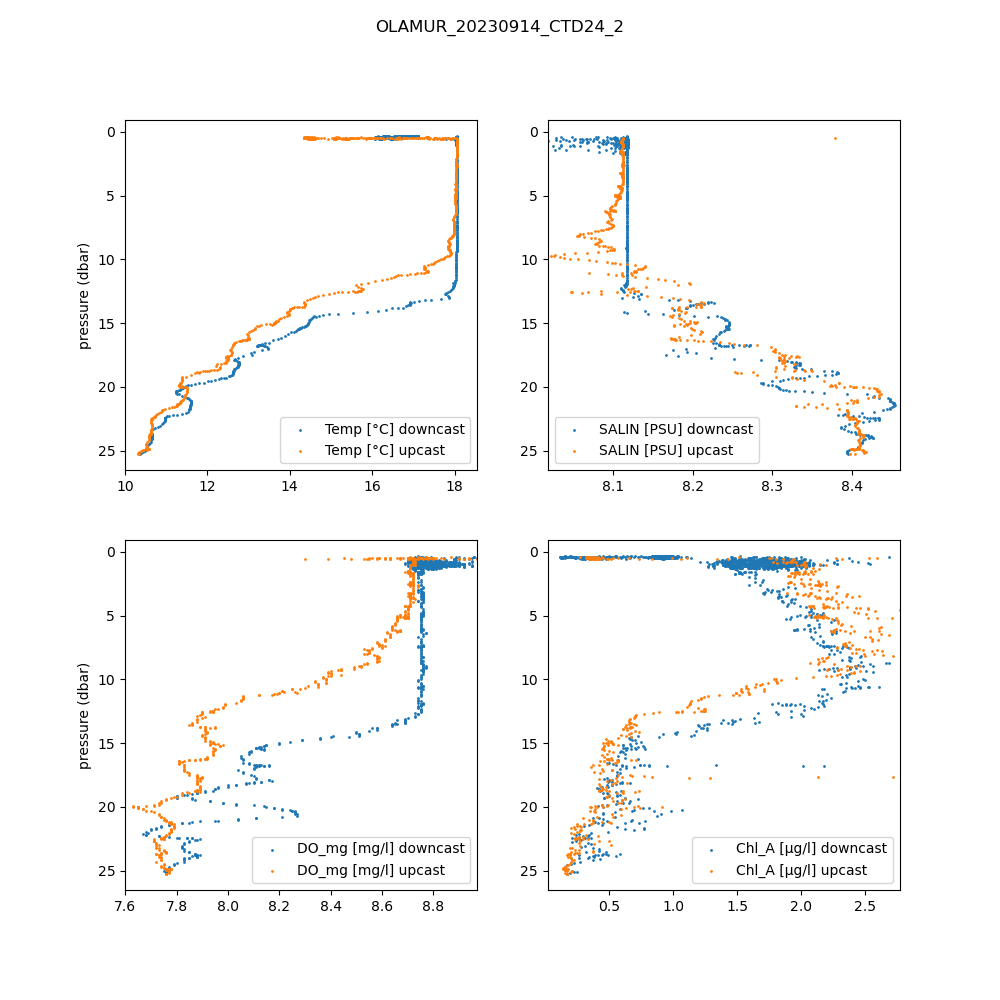 OLAMUR_20230914_CTD24_2
0
5
10
15
20
25
pressure (dbar)
10 12 14 16 18
Temp [°C] downcast
Temp [°C] upcast
0
5
10
15
20
25
8.1 8.2 8.3 8.4
SALIN [PSU] downcast
SALIN [PSU] upcast
0
5
10
15
20
25
pressure (dbar)
7.6 7.8 8.0 8.2 8.4 8.6 8.8
DO_mg [mg/l] downcast
DO_mg [mg/l] upcast
0
5
10
15
20
25
0.5 1.0 1.5 2.0 2.5
Chl_A [µg/l] downcast
Chl_A [µg/l] upcast